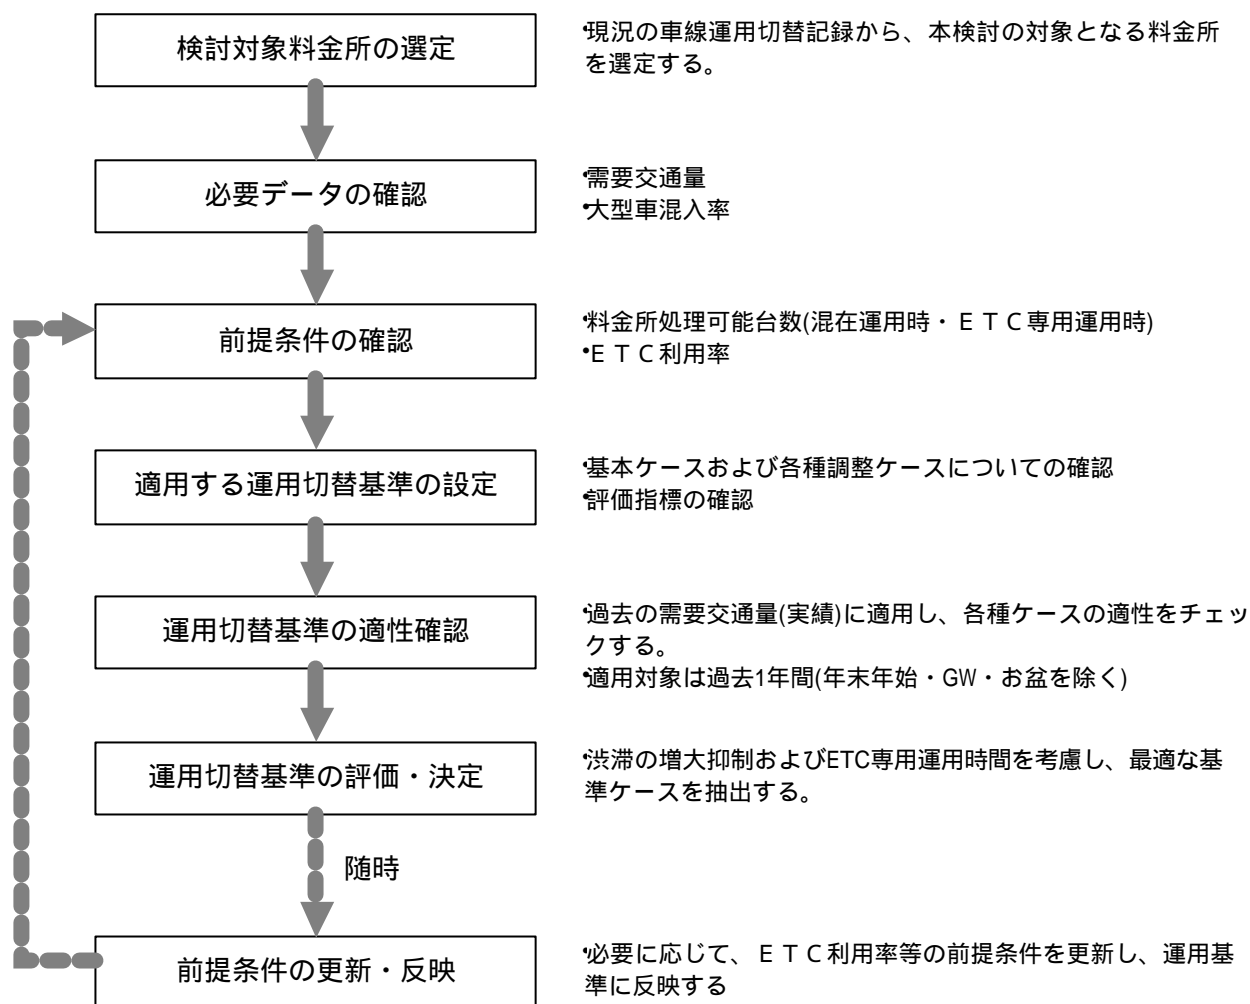 検討対象料金所の選定
•現況の車線運用切替記録から、本検討の対象となる料金所
を選定する。
必要データの確認
•需要交通量
•大型車混入率
前提条件の確認
•料金所処理可能台数(混在運用時・ＥＴＣ専用運用時)
•ＥＴＣ利用率
適用する運用切替基準の設定
•基本ケースおよび各種調整ケースについての確認
•評価指標の確認
運用切替基準の適性確認
•過去の需要交通量(実績)に適用し、各種ケースの適性をチェッ
クする。
•適用対象は過去1年間(年末年始・GW・お盆を除く)
運用切替基準の評価・決定
•渋滞の増大抑制およびETC専用運用時間を考慮し、最適な基
準ケースを抽出する。
随時
前提条件の更新・反映
•必要に応じて、ＥＴＣ利用率等の前提条件を更新し、運用基
準に反映する